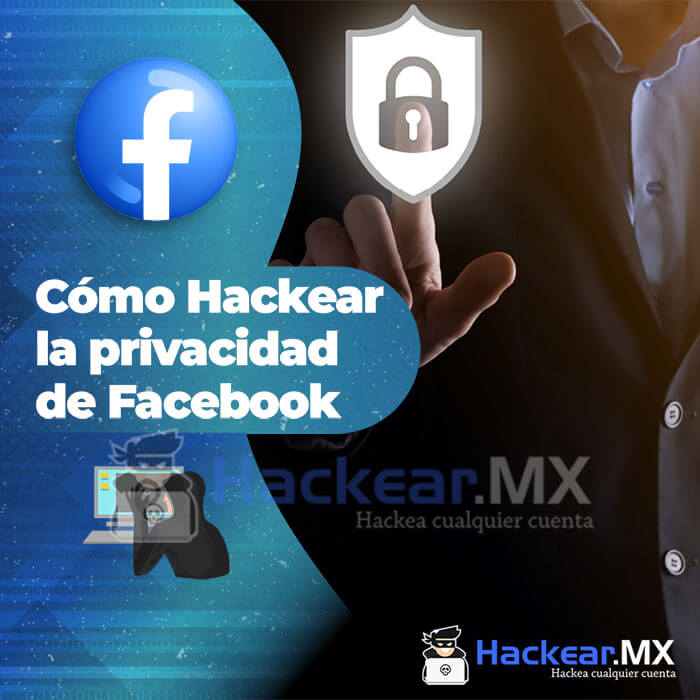 f
Cómo Hackear
la privacidad
de Facebook
Hackear.MX
Hackea cualquier cuenta
Hackear.MX
Hackea cualquier cuenta